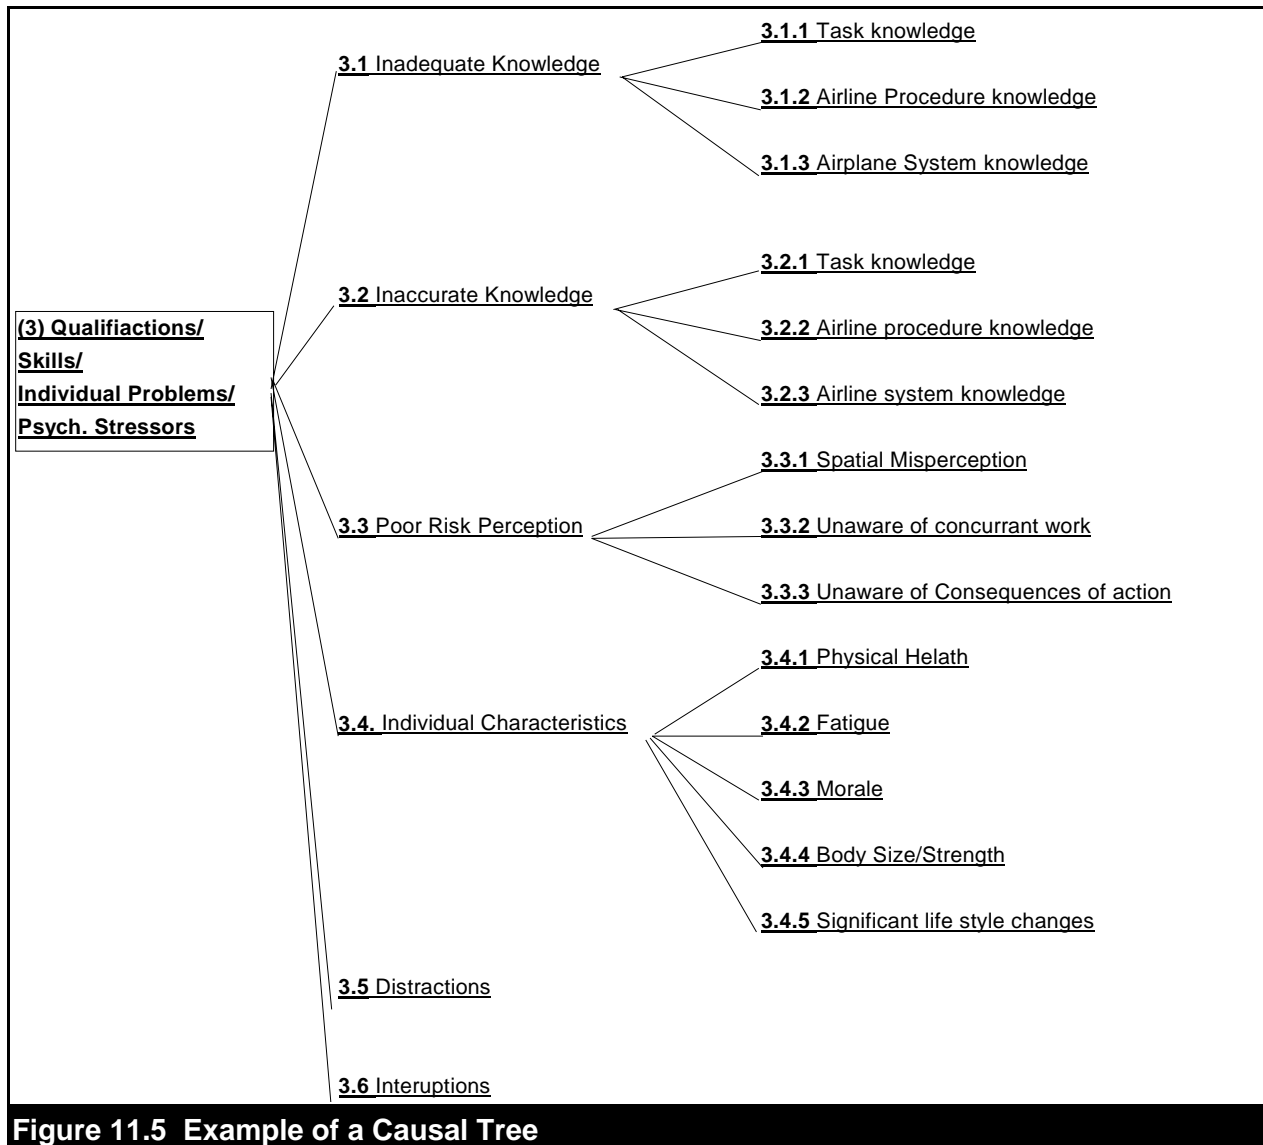 3.1.1 Task knowledge
3.1 Inadequate Knowledge
3.1.2 Airline Procedure knowledge
3.1.3 Airplane System knowledge
3.2.1 Task knowledge
3.2 Inaccurate Knowledge
3.2.2 Airline procedure knowledge
3.2.3 Airline system knowledge
(3) Qualifiactions/
Skills/
Individual Problems/
Psych. Stressors
3.3.1 Spatial Misperception
3.3 Poor Risk Perception
3.3.2 Unaware of concurrant work
3.3.3 Unaware of Consequences of action
3.4.1 Physical Helath
3.4. Individual Characteristics
3.4.2 Fatigue
3.4.3 Morale
3.4.4 Body Size/Strength
3.4.5 Significant life style changes
3.5 Distractions
3.6 Interuptions
Figure 11.5 Example of a Causal Tree